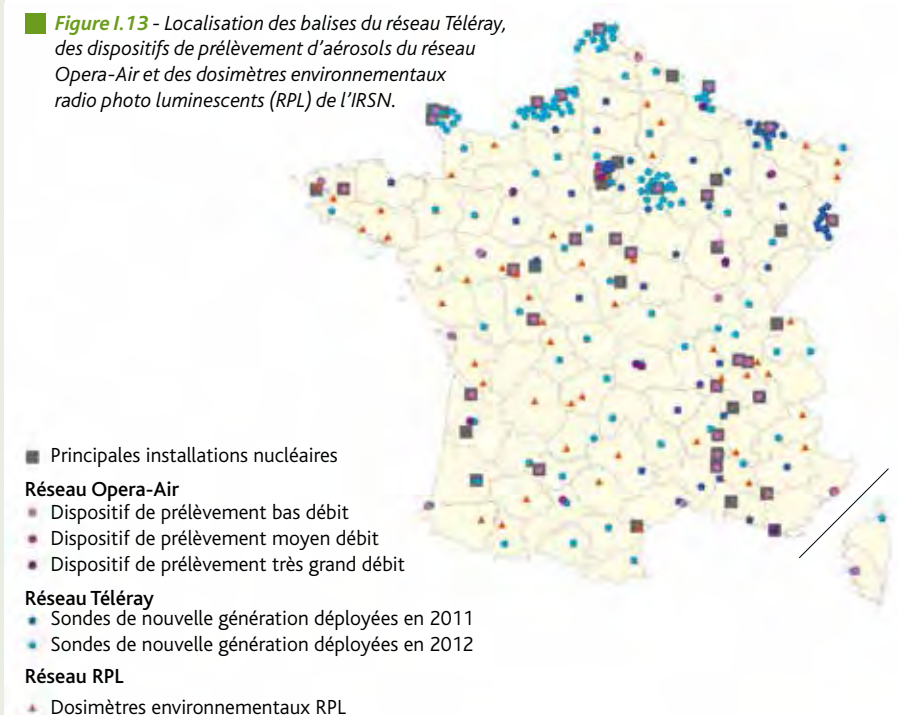 Figure I.13 - Localisation des balises du réseau Téléray,
des dispositifs de prélèvement d'aérosols du réseau
Opera-Air et des dosimètres environnementaux
radio photo luminescents (RPL) de l'IRSN.
Principales installations nucléaires
Réseau Opera-Air
Dispositif de prélèvement bas débit
Dispositif de prélèvement moyen débit
Dispositif de prélèvement très grand débit
Réseau Téléray
Sondes de nouvelle génération déployées en 2011
Sondes de nouvelle génération déployées en 2012
Réseau RPL
Dosimètres environnementaux RPL